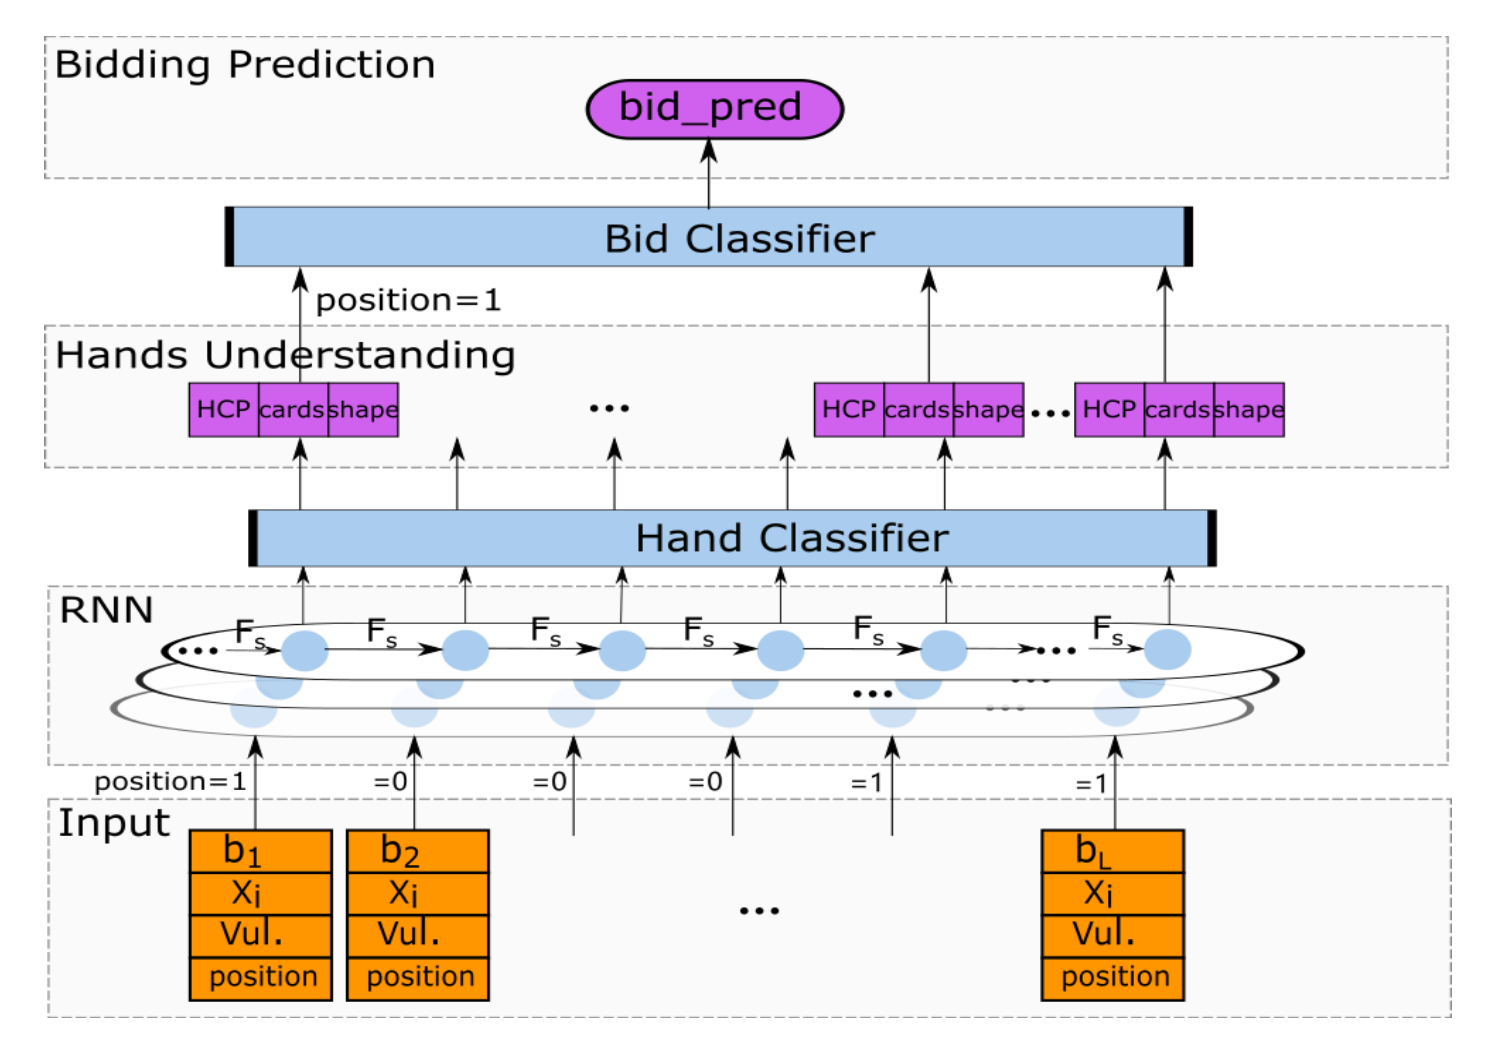 Bidding Prediction
bid_pred
Bid Classifier
position=1
Hands Understanding
HCP cards shape ... HCP cards shape ... HCP cards shape
Hand Classifier
RNN
... Fs Fs Fs Fs Fs ... Fs
...
...
...
position=1 =0 =0 =0 =1 =1
Input
b1 b2 bL
Xi Xi Xi
...
Vul. Vul. Vul.
position position position